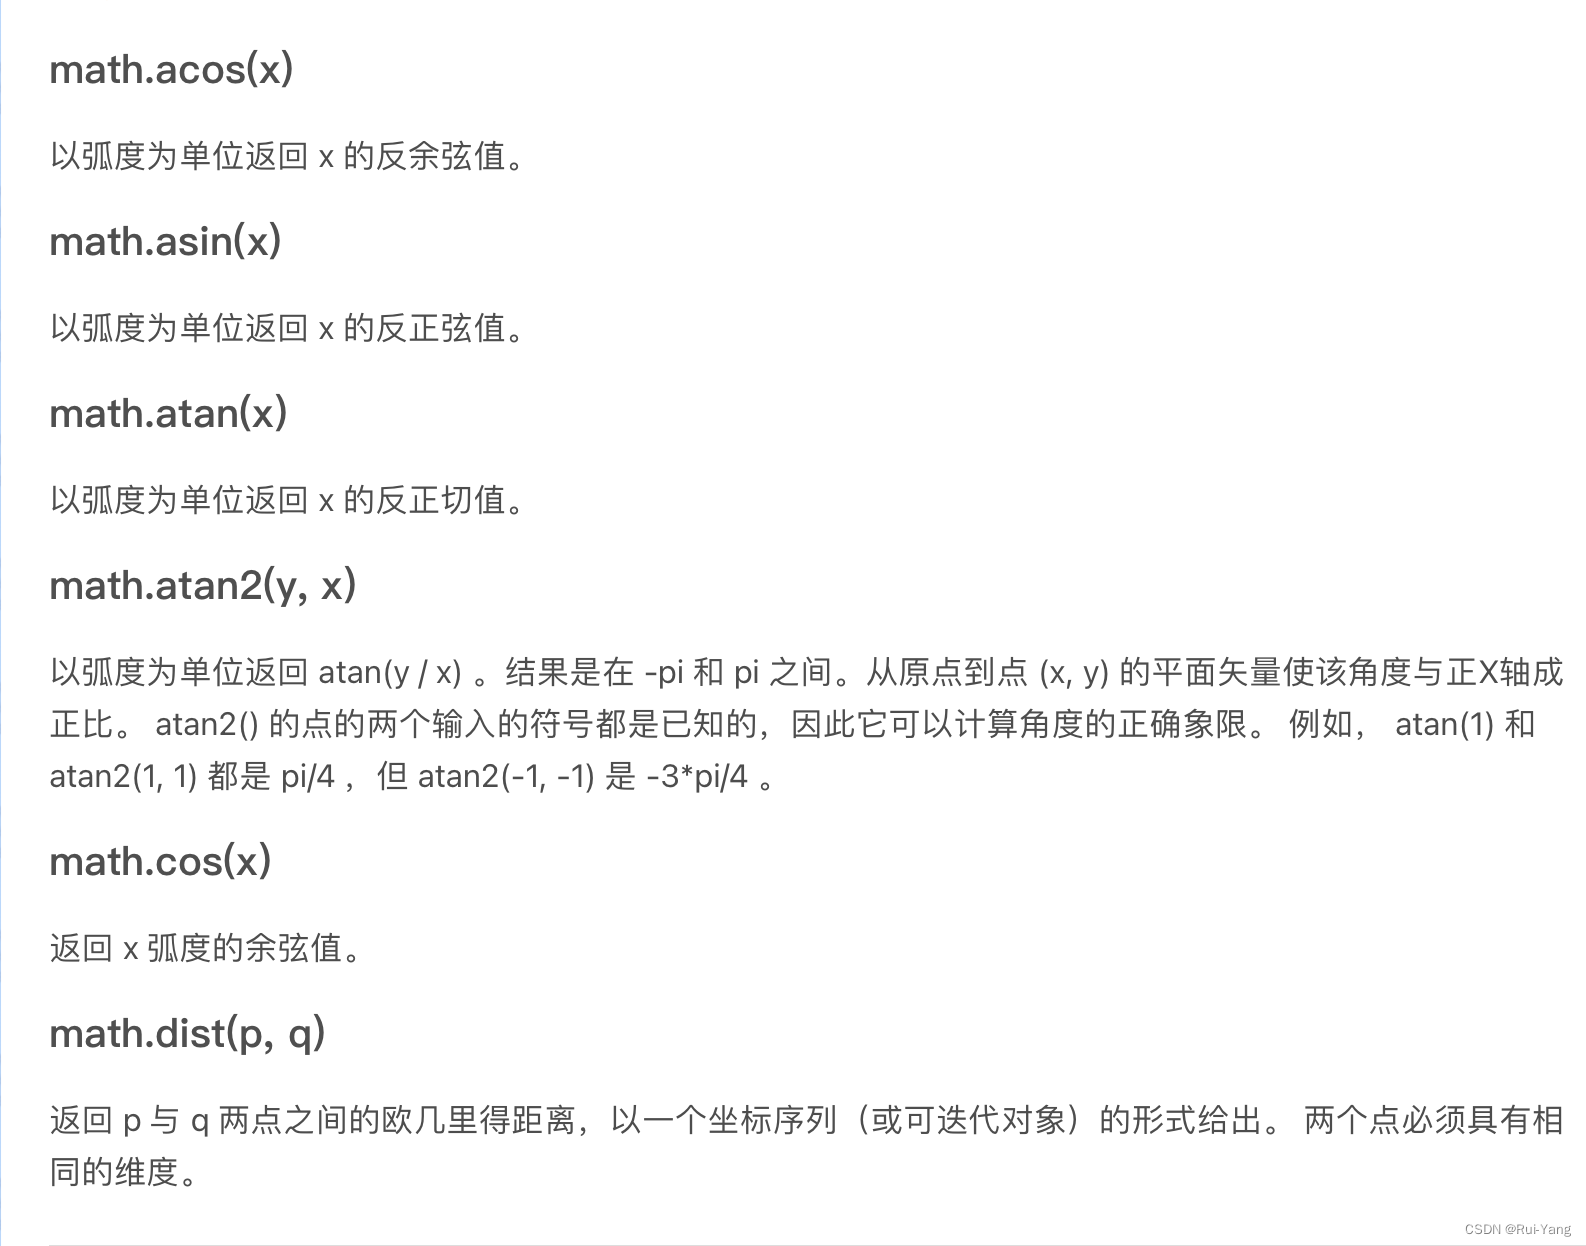 math.acos(x)
以弧度为单位返回 x 的反余弦值。
math.asin(x)
以弧度为单位返回 x 的反正弦值。
math.atan(x)
以弧度为单位返回 x 的反正切值。
math.atan2(y, x)
以弧度为单位返回 atan(y / x) 。结果是在 -pi 和 pi 之间。从原点到点 (x, y) 的平面矢量使该角度与正X轴成
正比。 atan2() 的点的两个输入的符号都是已知的，因此它可以计算角度的正确象限。 例如， atan(1) 和
atan2(1, 1) 都是 pi/4 ，但 atan2(-1, -1) 是 -3*pi/4 。
math.cos(x)
返回 x 弧度的余弦值。
math.dist(p, q)
返回 p 与 q 两点之间的欧几里得距离，以一个坐标序列（或可迭代对象）的形式给出。 两个点必须具有相
同的维度。
CSDN @Rui-Yang